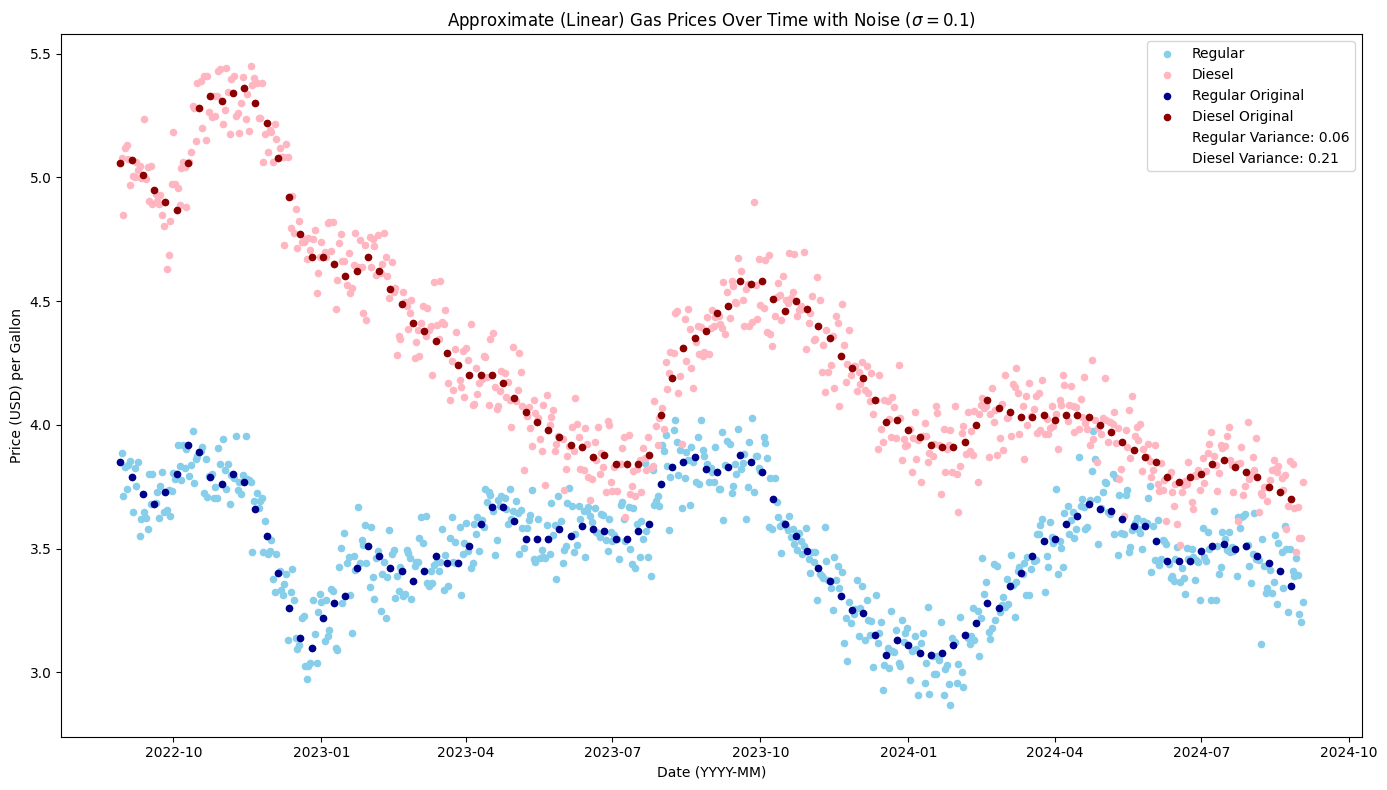 Approximate (Linear) Gas Prices Over Time with Noise (σ = 0.1)
Regular
Diesel
Regular Original
Diesel Original
Regular Variance: 0.06
Diesel Variance: 0.21
Price (USD) per Gallon
5.5
5.0
4.5
4.0
3.5
3.0
2022-10
2023-01
2023-04
2023-07
2023-10
2024-01
2024-04
2024-07
2024-10
Date (YYYY-MM)